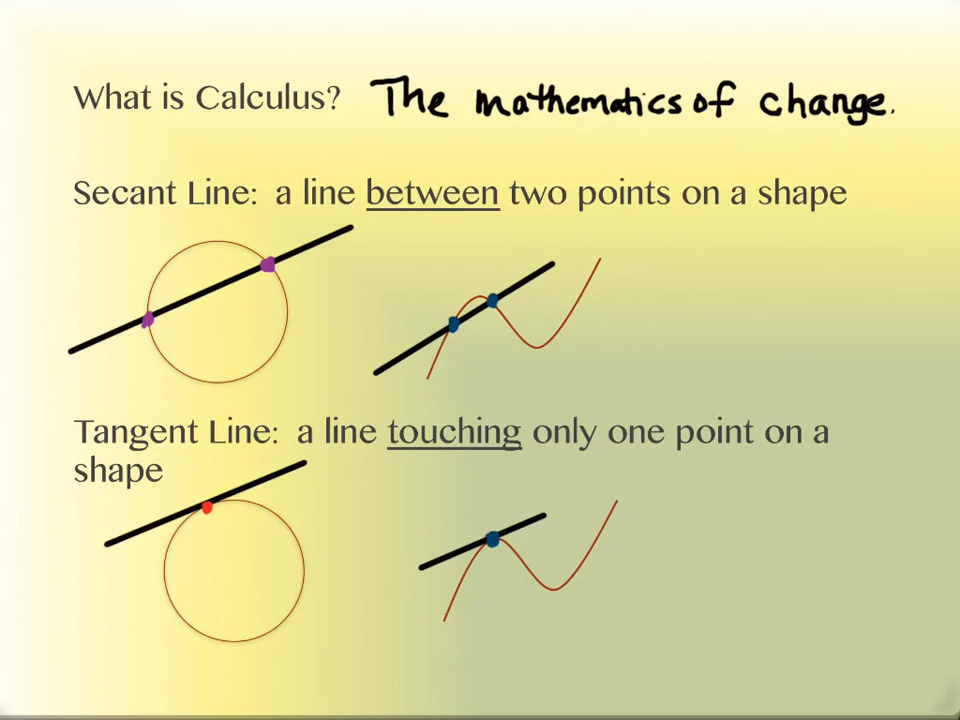 What is Calculus? The mathematics of change.
Secant Line: a line between two points on a shape
Tangent Line: a line touching only one point on a
shape